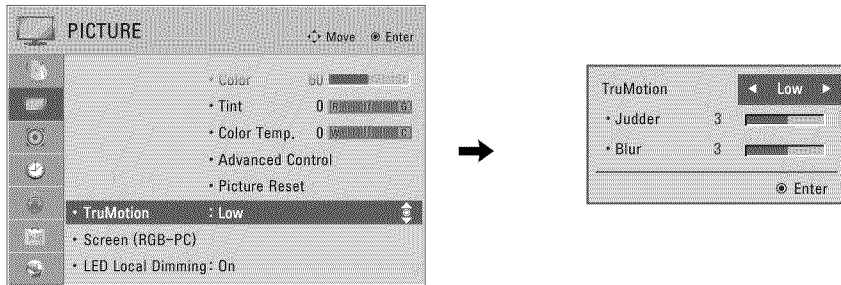 PICTURE
Move Enter
• Color 60
• Tint 0 R G
• Color Temp. 0 W C
• Advanced Control
• Picture Reset
• TruMotion : Low
• Screen (RGB-PC)
• LED Local Dimming : On
TruMotion ◄ Low ►
• Judder 3
• Blur 3
Enter